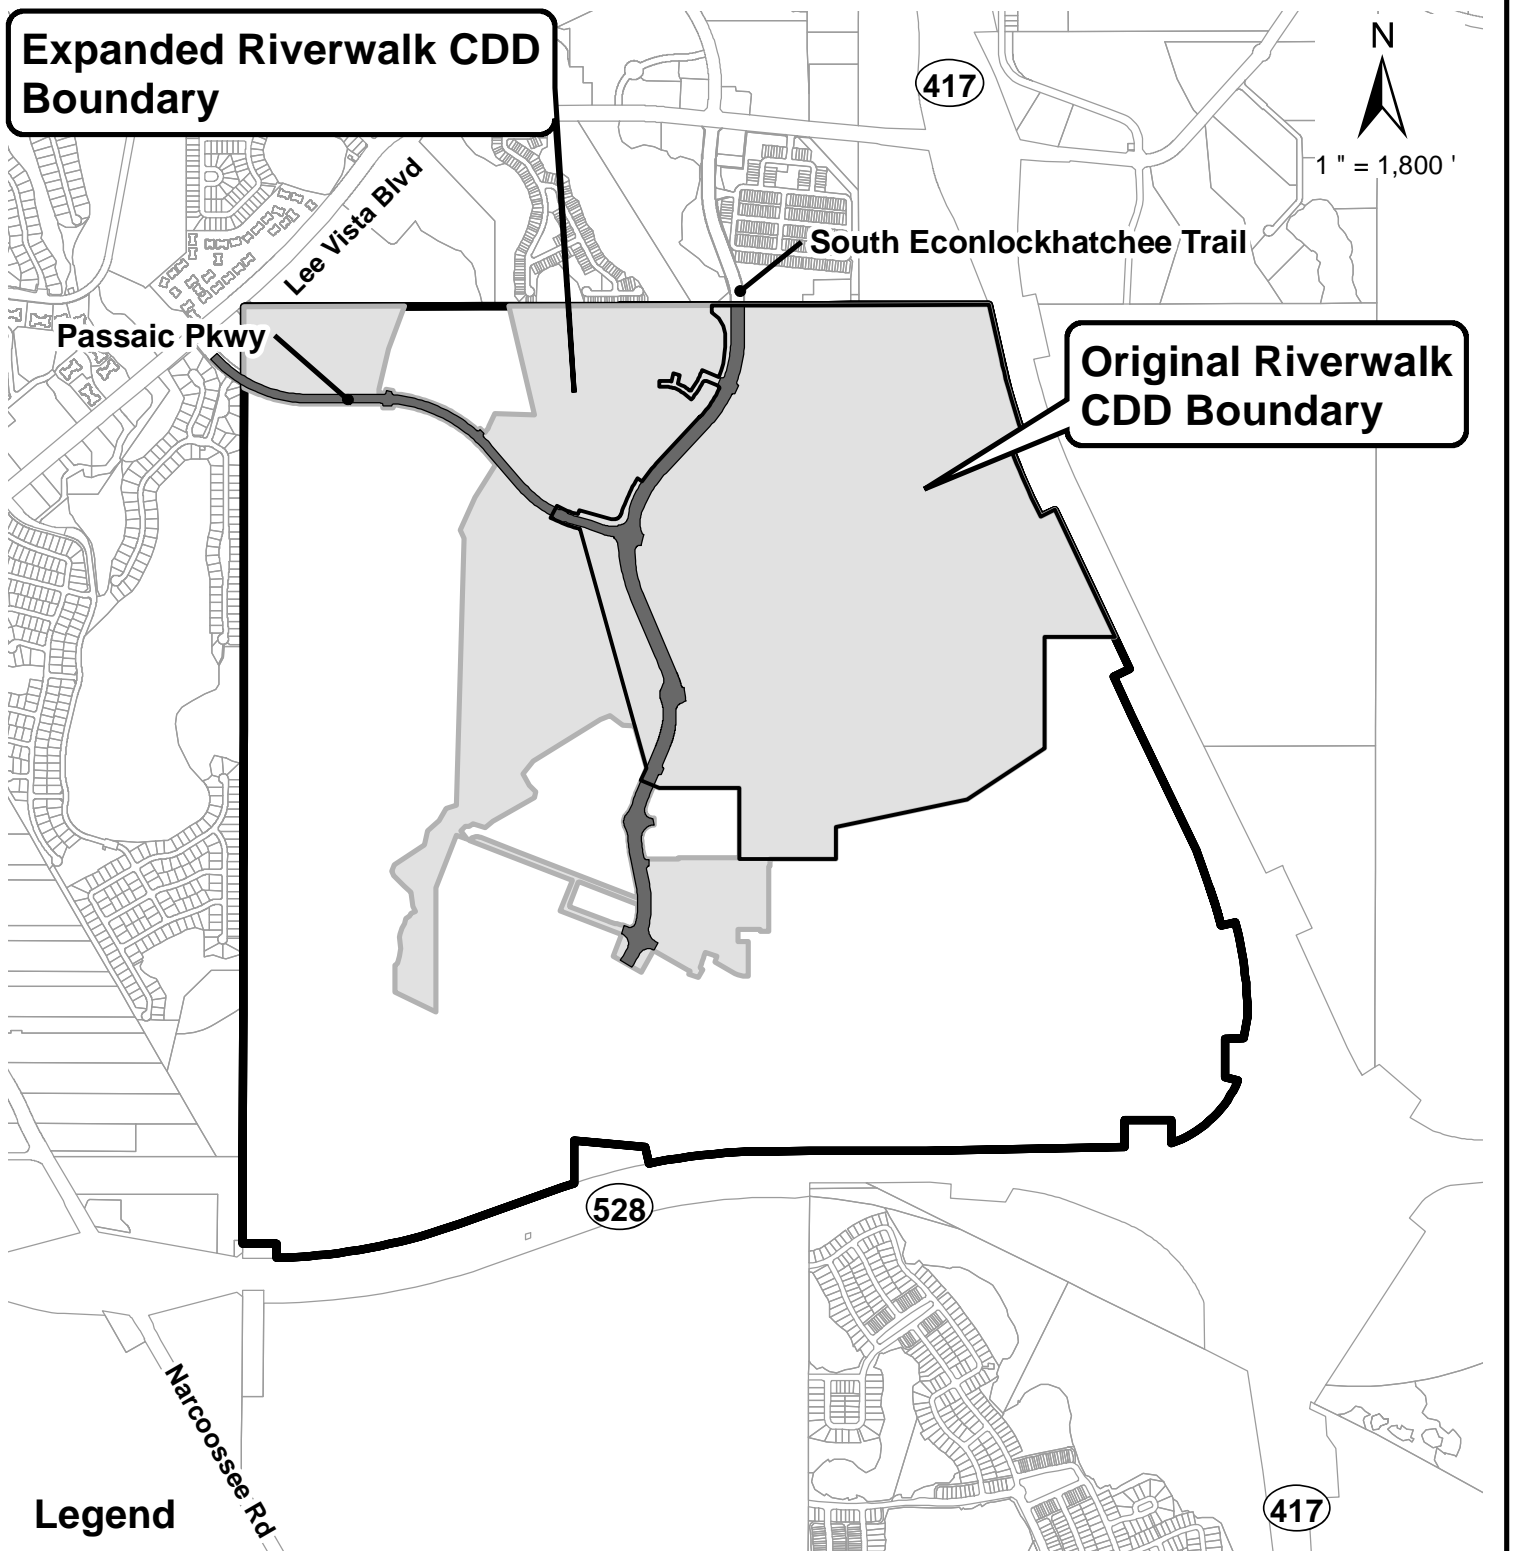 Expanded Riverwalk CDD
Boundary
417
N
1 " = 1,800 '
Lee Vista Blvd
South Econlockhatchee Trail
Passaic Pkwy
Original Riverwalk
CDD Boundary
528
Narcoossee Rd
Legend
417